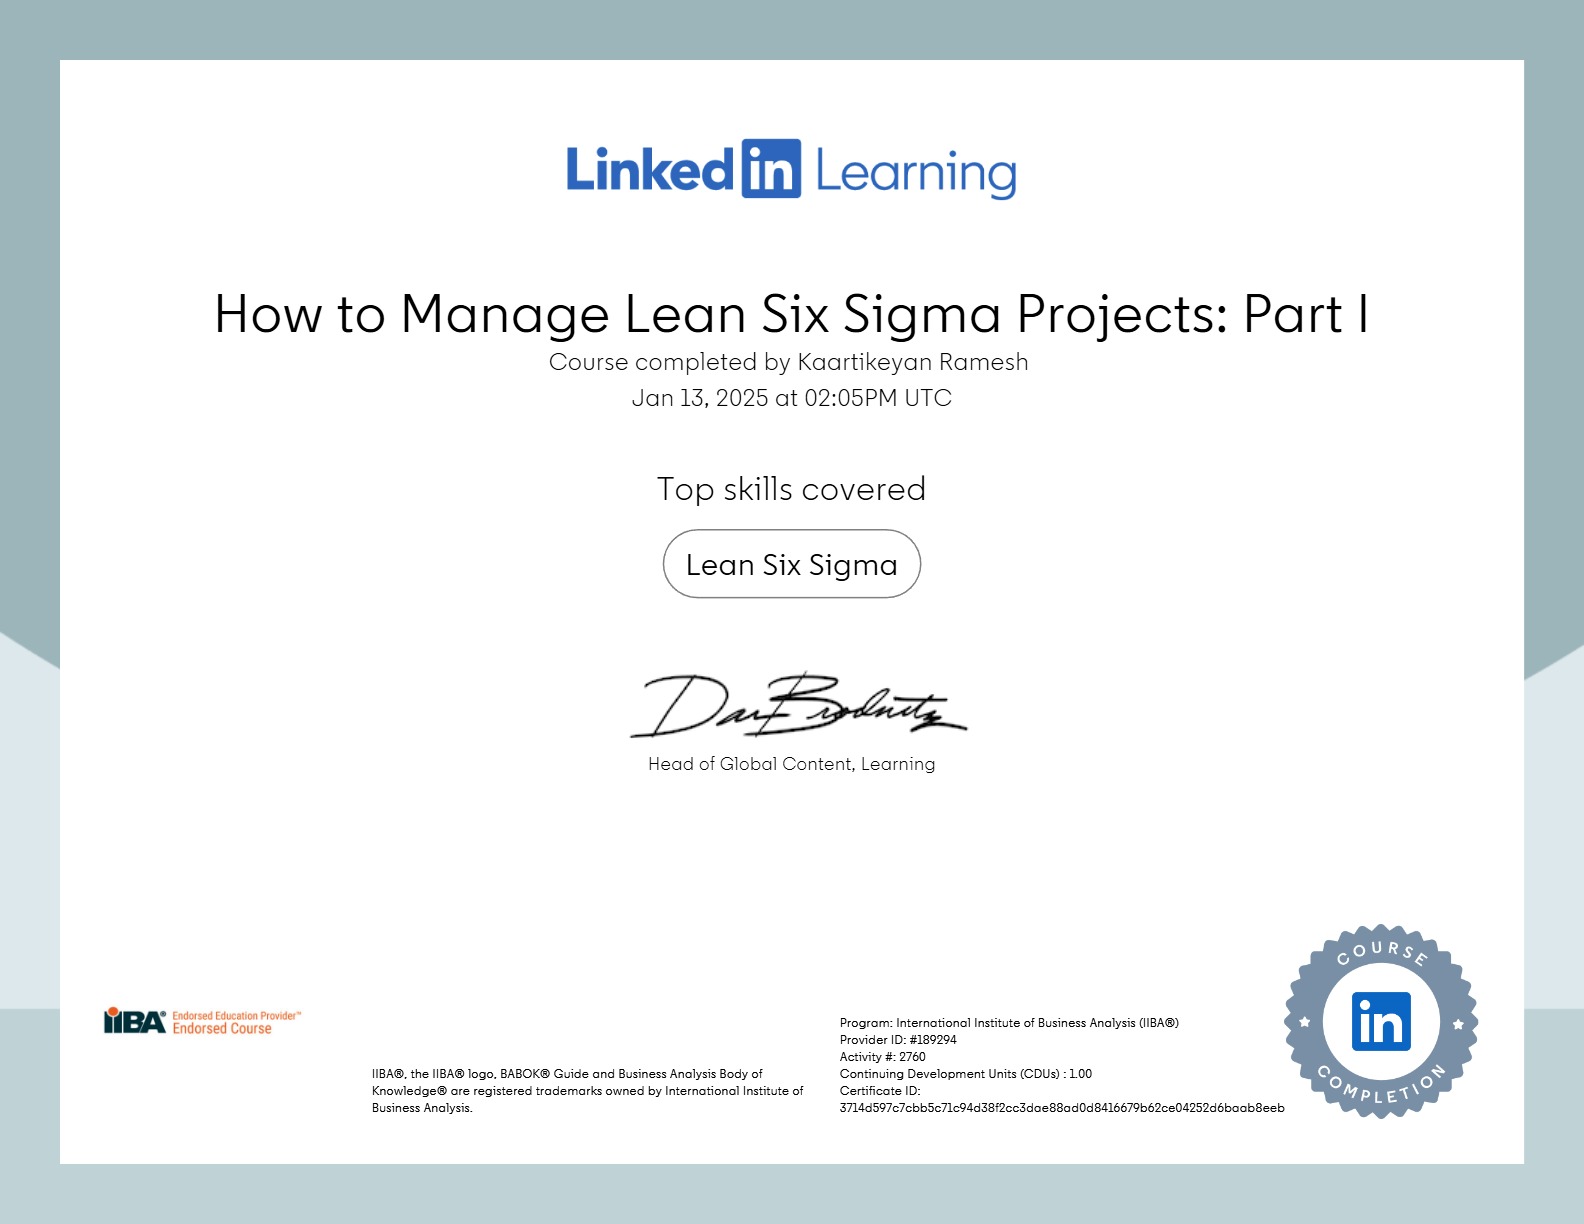 LinkedIn Learning
How to Manage Lean Six Sigma Projects: Part I
Course completed by Kaartikeyan Ramesh
Jan 13, 2025 at 02:05PM UTC
Top skills covered
Lean Six Sigma
Dan Brodnitz
Head of Global Content, Learning
IIBA® Endorsed Education Provider™
Endorsed Course
IIBA®, the IIBA® logo, BABOK® Guide and Business Analysis Body of
Knowledge® are registered trademarks owned by International Institute of
Business Analysis.
Program: International Institute of Business Analysis (IIBA®)
Provider ID: #189294
Activity #: 2760
Continuing Development Units (CDUs) : 1.00
Certificate ID:
3714d597c7cbb5c71c94d38f2cc3dae88ad0d8416679b62ce04252d6baab8eeb
COURSE
in
COMPLETION